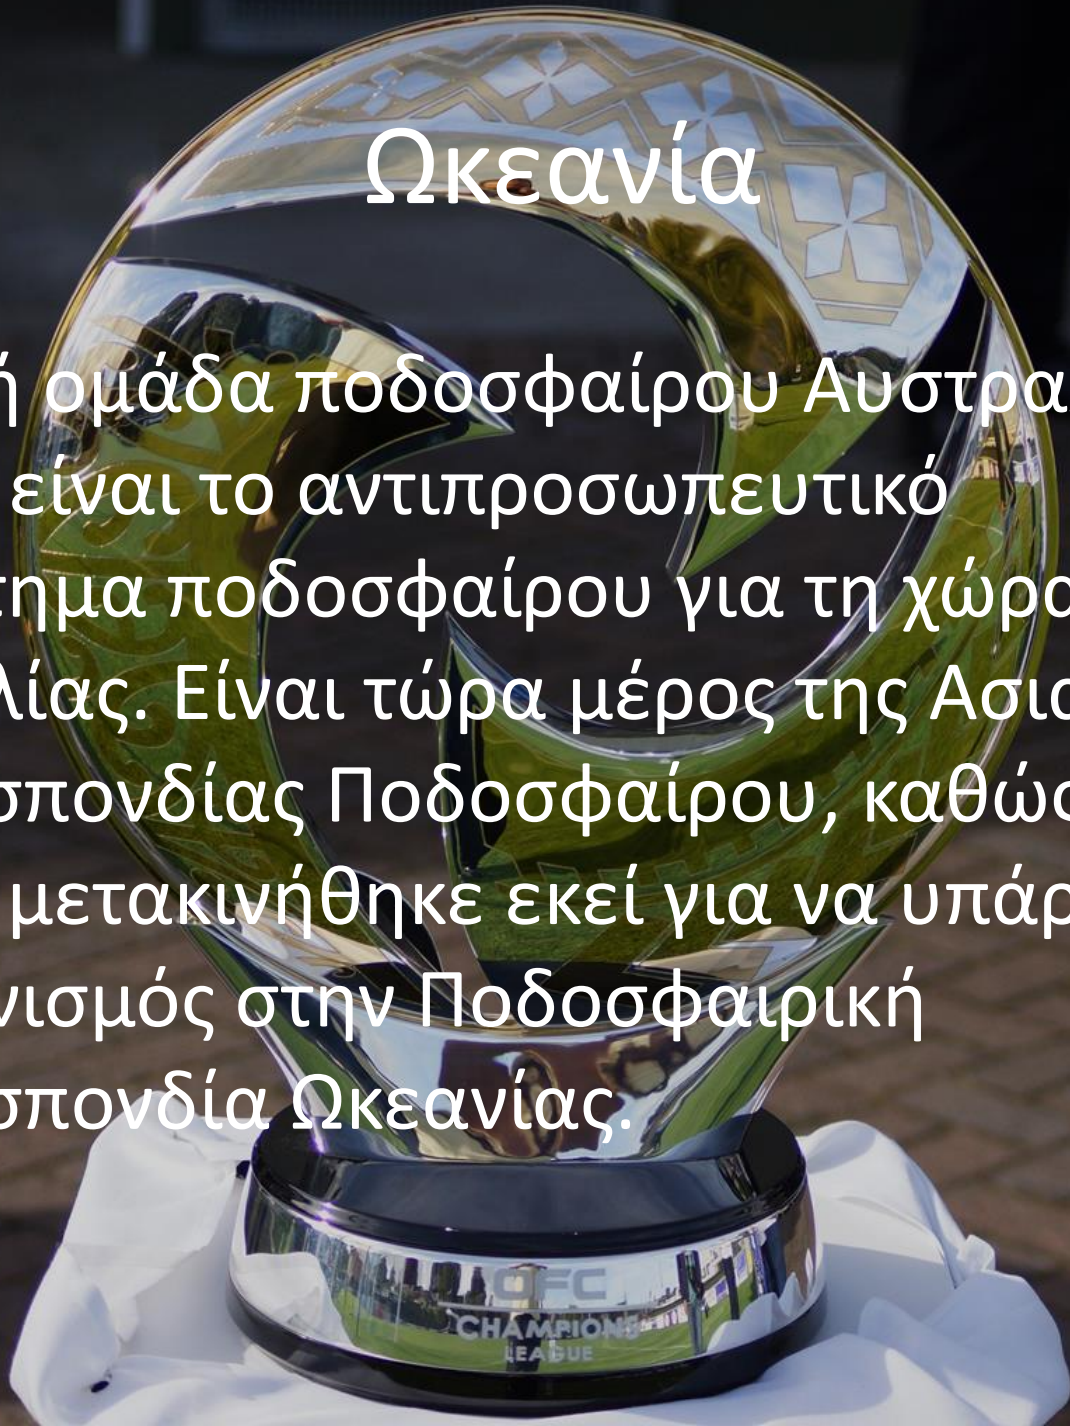 Ωκεανία
ή ομάδα ποδοσφαίρου Αυστρα
είναι το αντιπροσωπευτικό
τημα ποδοσφαίρου για τη χώρα
λίας. Είναι τώρα μέρος της Ασια
σπονδίας Ποδοσφαίρου, καθώς
μετακινήθηκε εκεί για να υπάρ
νισμός στην Ποδοσφαιρική
σπονδία Ωκεανίας.
OFC
CHAMPIONS
LEAGUE